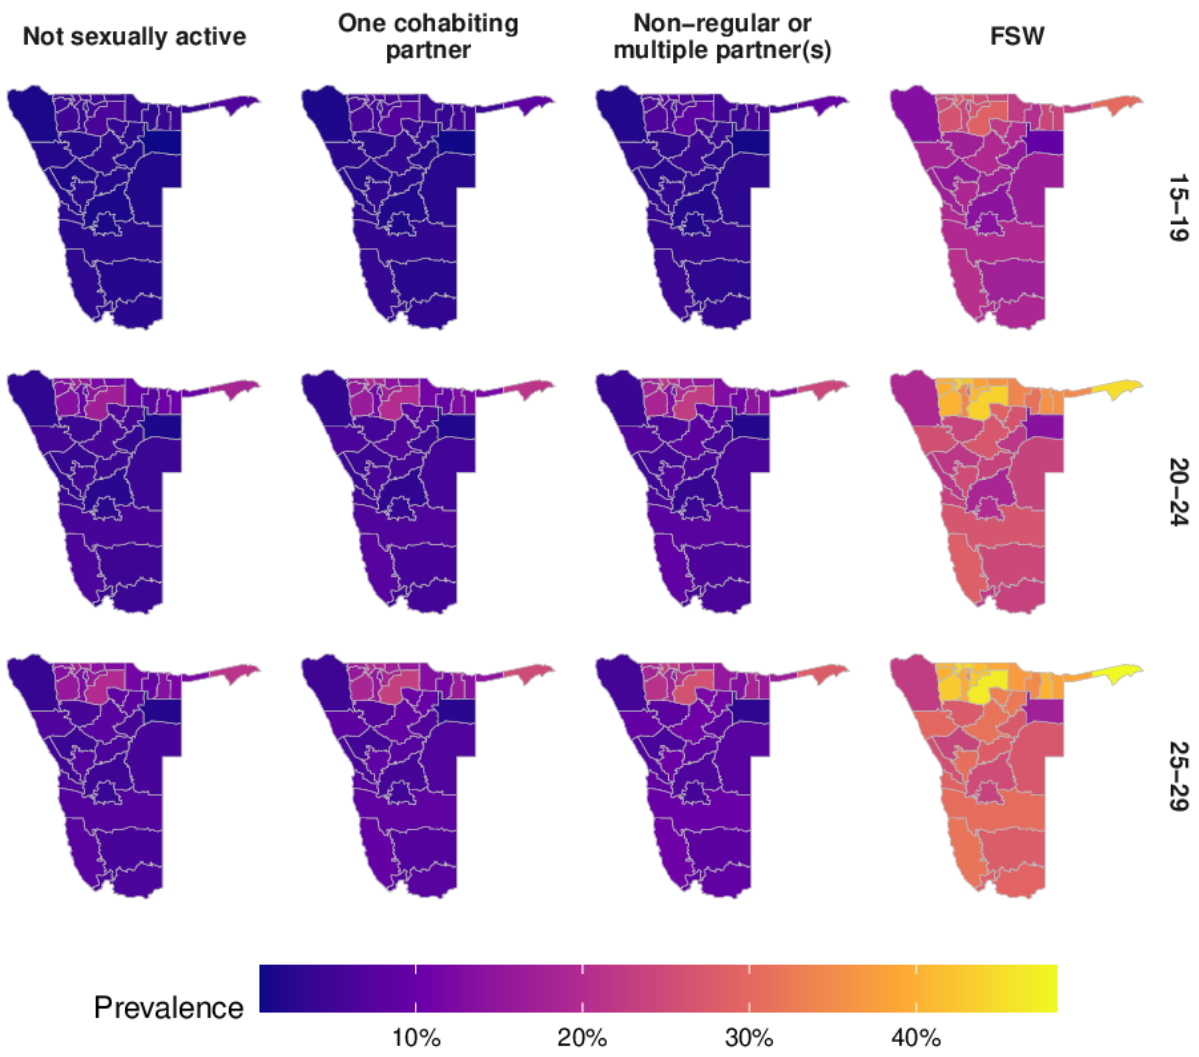 Not sexually active
One cohabiting
partner
Non−regular or
multiple partner(s)
FSW
15−19
20−24
25−29
Prevalence
10%
20%
30%
40%